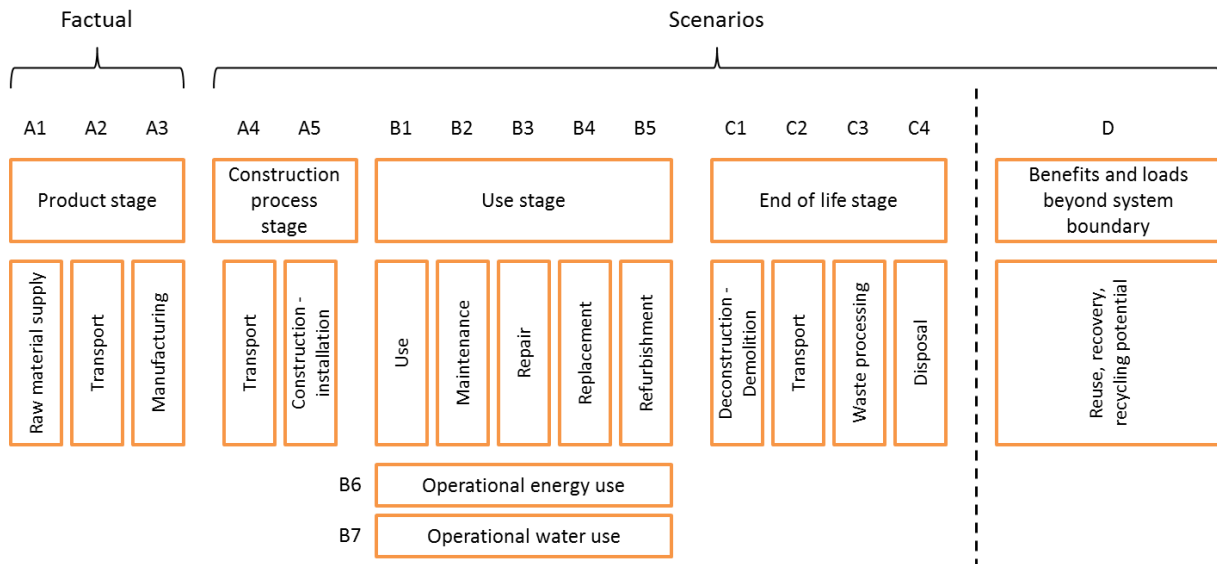 Factual
Scenarios
A1 A2 A3 A4 A5 B1 B2 B3 B4 B5 C1 C2 C3 C4 D
Product stage
Construction
process
stage
Use stage
End of life stage
Benefits and loads
beyond system
boundary
Raw material supply
Transport
Manufacturing
Transport
Construction -
installation
Use
Maintenance
Repair
Replacement
Refurbishment
Deconstruction -
Demolition
Transport
Waste processing
Disposal
Reuse, recovery,
recycling potential
B6 Operational energy use
B7 Operational water use